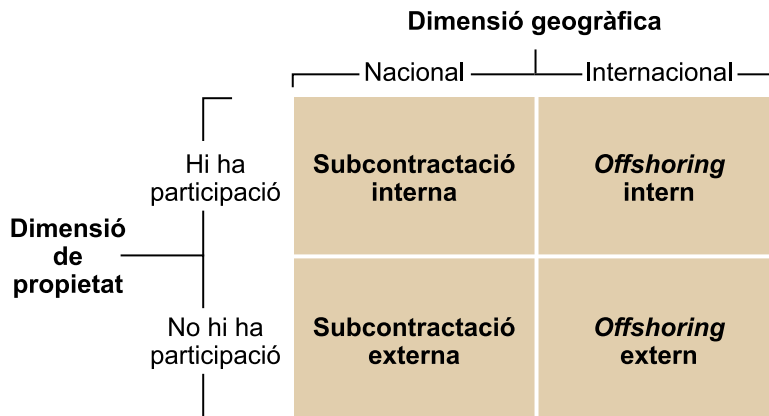 Dimensió geogràfica
Nacional
Internacional
Hi ha
participació
Subcontractació
interna
Offshoring
intern
Dimensió
de
propietat
No hi ha
participació
Subcontractació
externa
Offshoring
extern